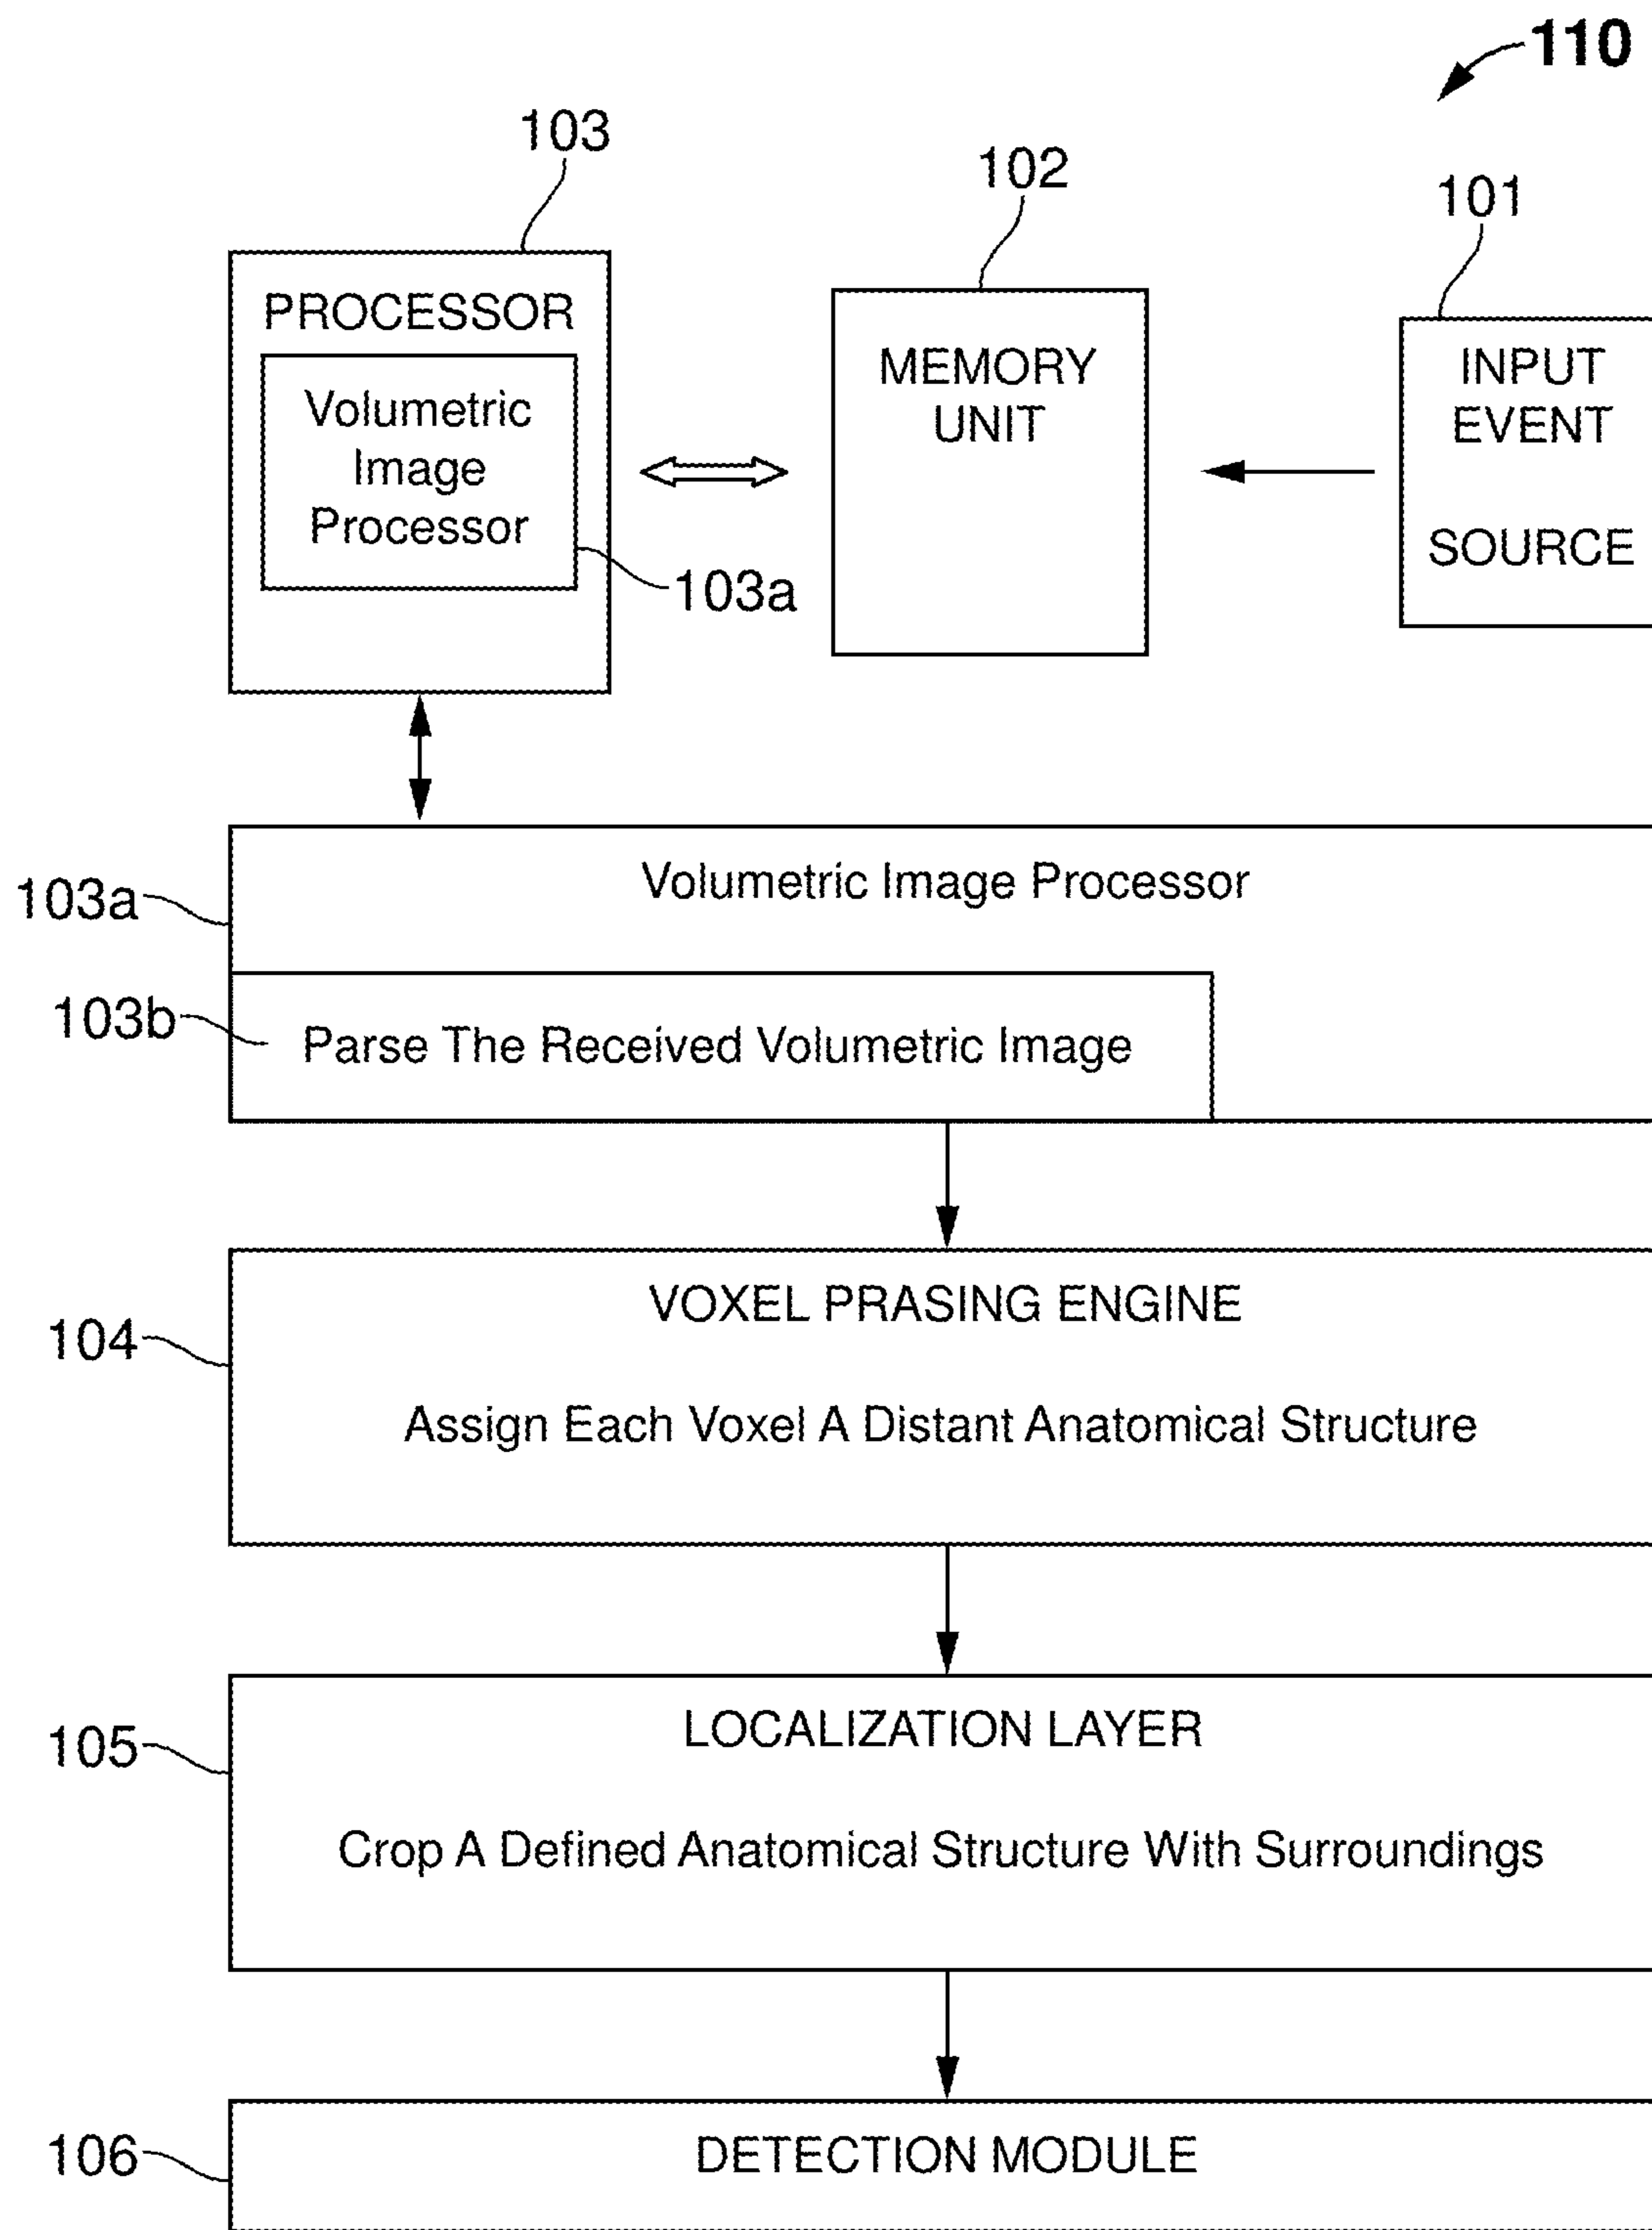 110
103
102
101
PROCESSOR
Volumetric
Image
Processor
103a
MEMORY
UNIT
INPUT
EVENT
SOURCE
103a
Volumetric Image Processor
103b
Parse The Received Volumetric Image
104
VOXEL PRASING ENGINE
Assign Each Voxel A Distant Anatomical Structure
105
LOCALIZATION LAYER
Crop A Defined Anatomical Structure With Surroundings
106
DETECTION MODULE